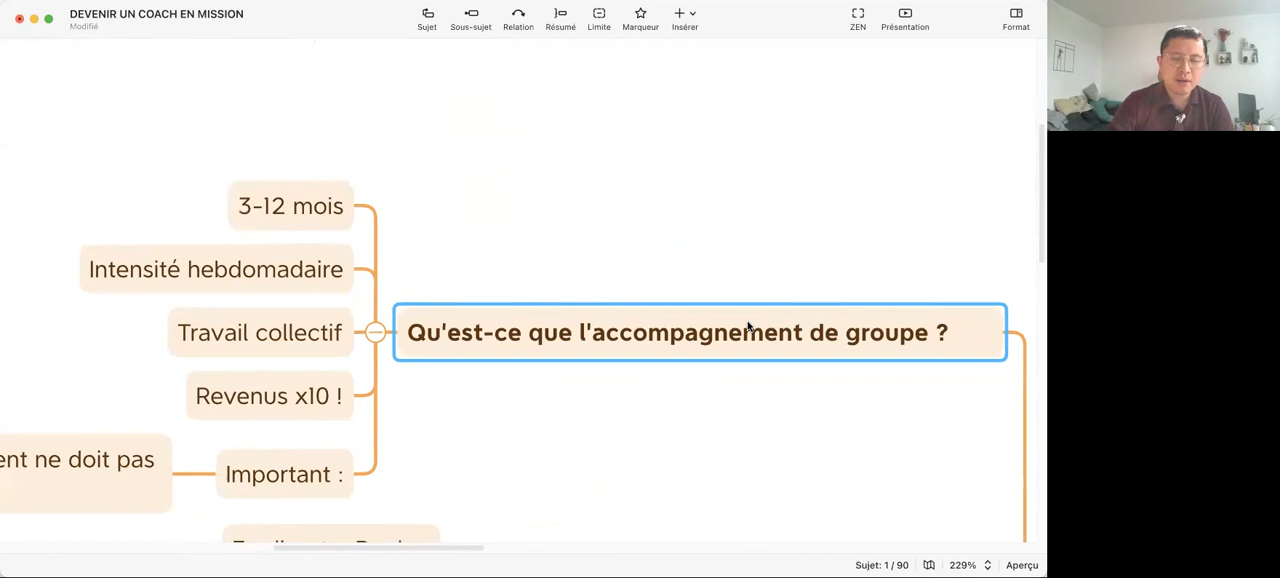 DEVENIR UN COACH EN MISSION
Modifié
Sujet
Sous-sujet
Relation
Résumé
Limite
Marqueur
Insérer
ZEN
Présentation
Format
3-12 mois
Intensité hebdomadaire
Travail collectif
Qu'est-ce que l'accompagnement de groupe ?
Revenus x10 !
ent ne doit pas
Important :
Sujet: 1 / 90
229%
Aperçu